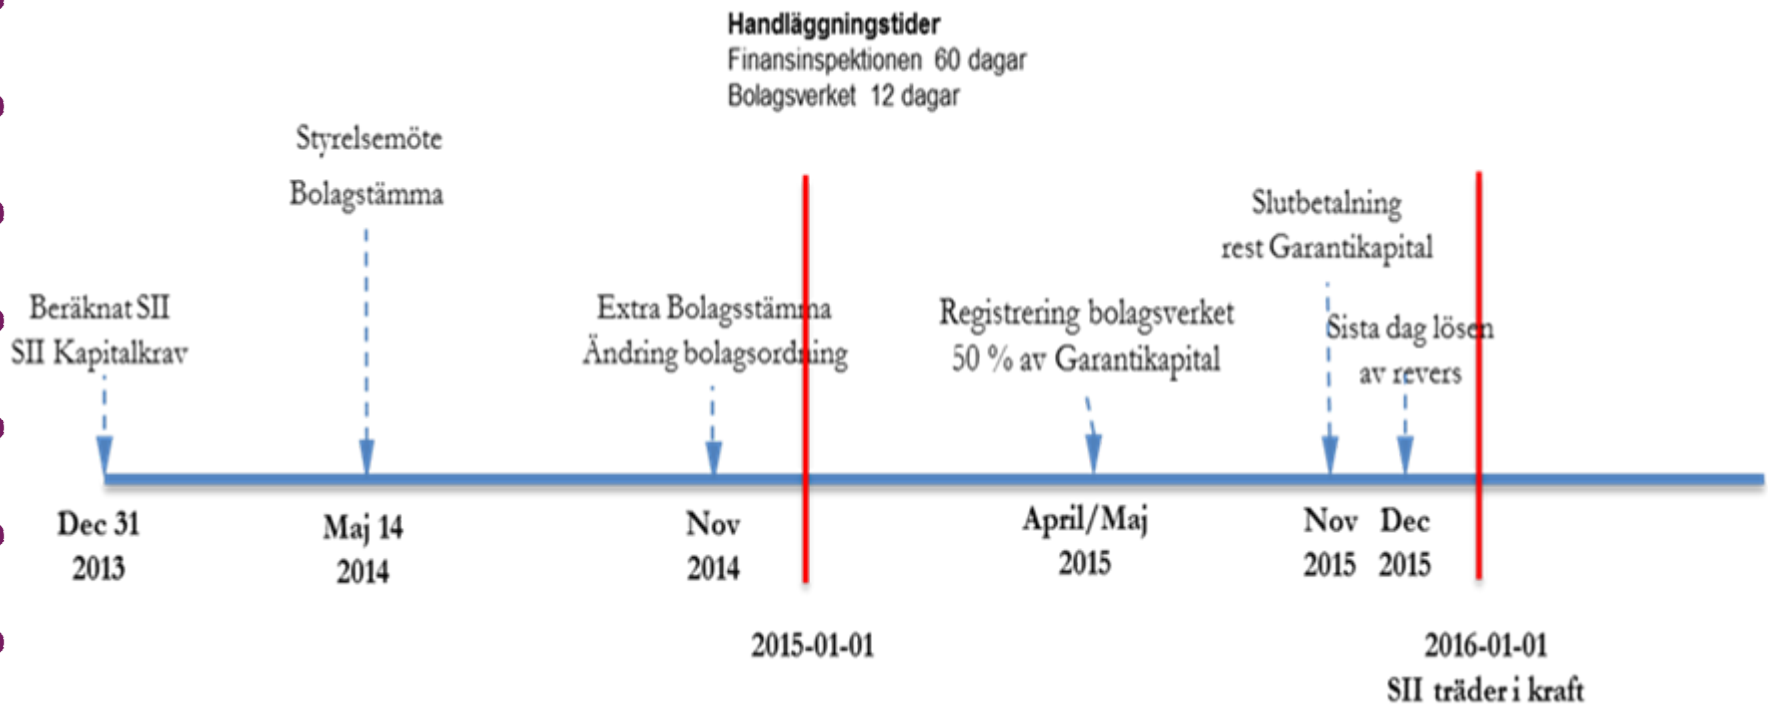 Handläggningstider
Finansinspektionen 60 dagar
Bolagsverket 12 dagar
Styrelsemöte
Bolagstämma
Beräknat SII
SII Kapitalkrav
Extra Bolagsstämma
Ändring bolagsordning
Registrering bolagsverket
50 % av Garantikapital
Slutbetalning
rest Garantikapital
Sista dag lösen
av revers
Dec 31
2013
Maj 14
2014
Nov
2014
April/Maj
2015
Nov
2015
Dec
2015
2015-01-01
2016-01-01
SII träder i kraft